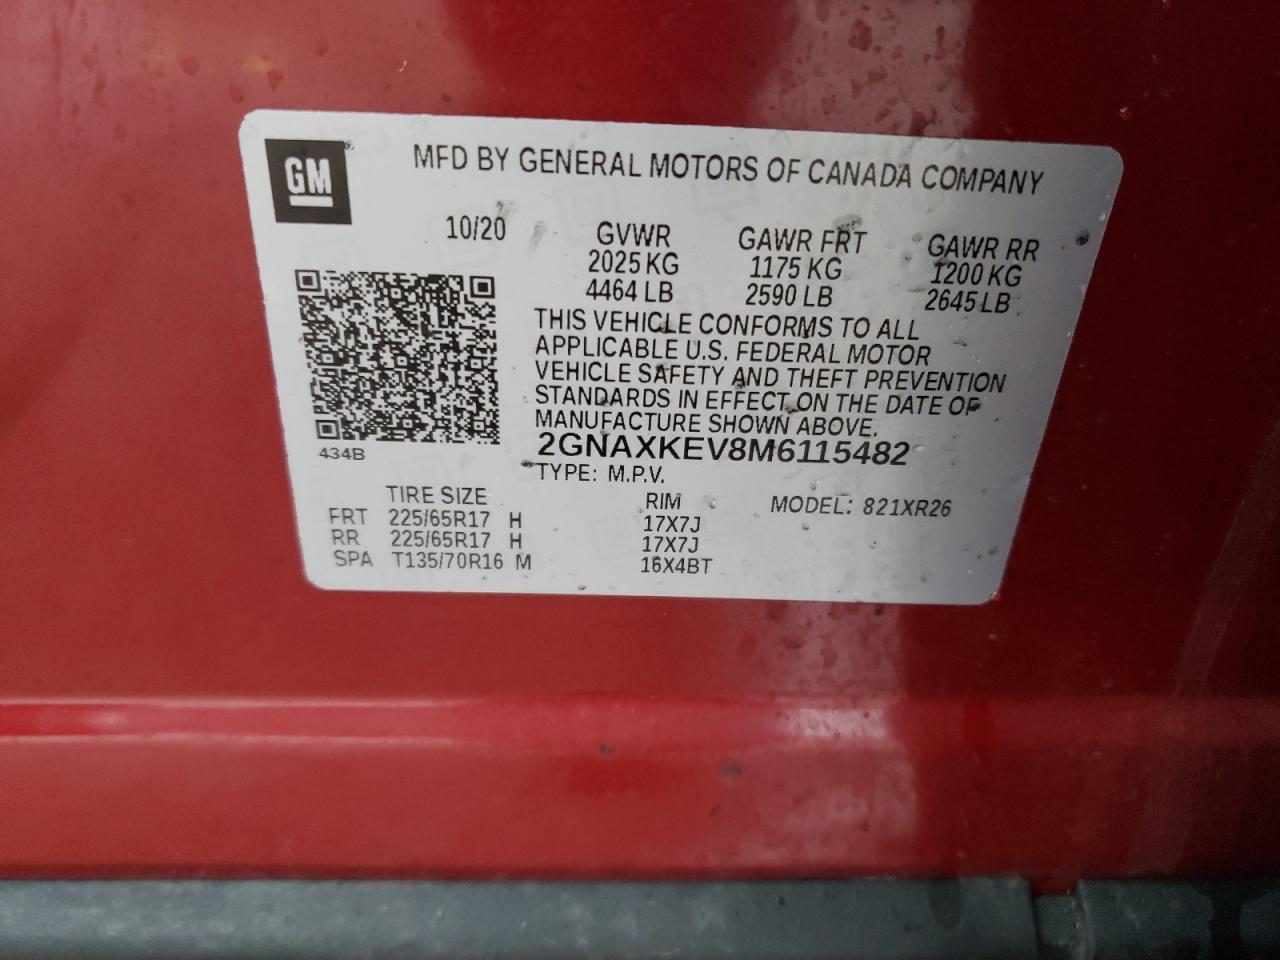 GM
MFD BY GENERAL MOTORS OF CANADA COMPANY
10/20
GVWR GAWR FRT GAWR RR
2025 KG 1175 KG 1200 KG
4464 LB 2590 LB 2645 LB
THIS VEHICLE CONFORMS TO ALL
APPLICABLE U.S. FEDERAL MOTOR
VEHICLE SAFETY AND THEFT PREVENTION
STANDARDS IN EFFECT ON THE DATE OF
MANUFACTURE SHOWN ABOVE.
434B
2GNAXKEV8M6115482
TYPE: M.P.V.
TIRE SIZE RIM MODEL: 821XR26
FRT 225/65R17 H 17X7J
RR 225/65R17 H 17X7J
SPA T135/70R16 M 16X4BT